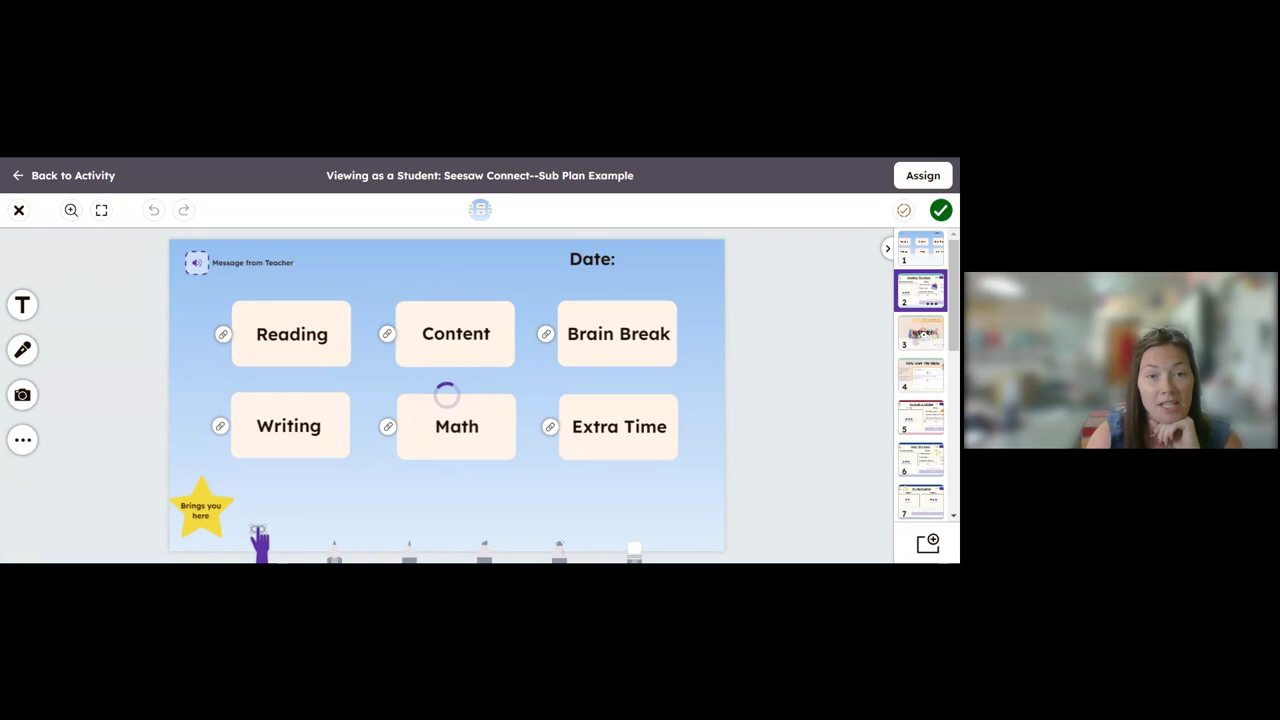 Back to Activity
Viewing as a Student: Seesaw Connect--Sub Plan Example
Assign
Message from Teacher
Date:
Reading
Content
Brain Break
Writing
Math
Extra Time
Brings you
here
T
1
2
3
4
5
6
7